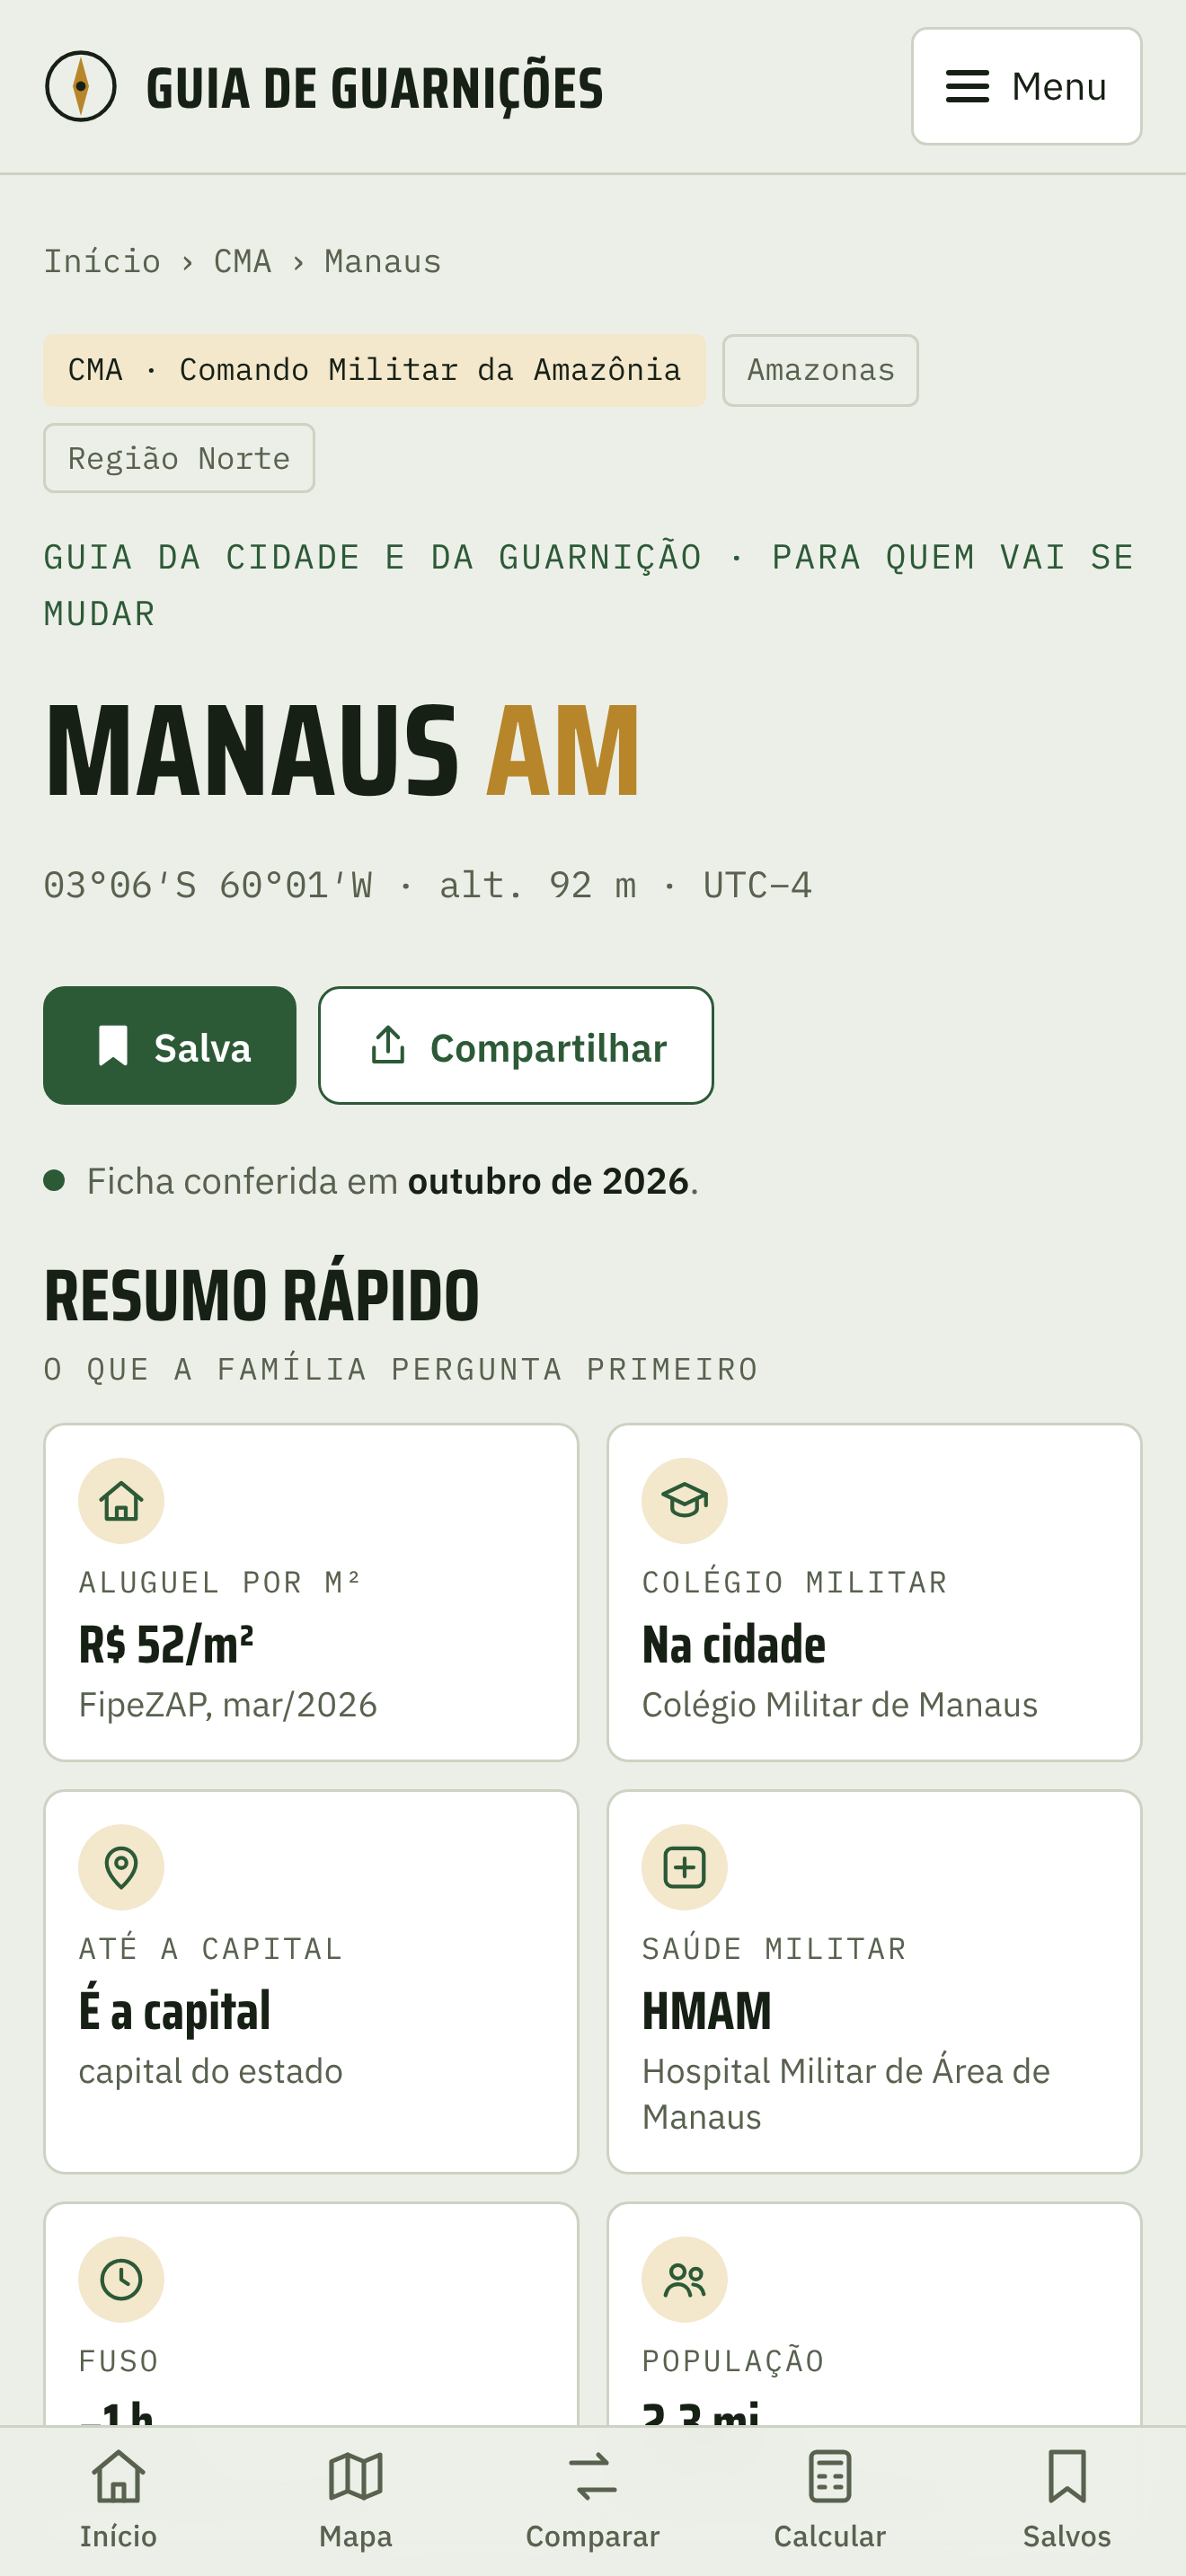 GUIA DE GUARNIÇÕES
Menu
Início › CMA › Manaus
CMA · Comando Militar da Amazônia
Amazonas
Região Norte
GUIA DA CIDADE E DA GUARNIÇÃO · PARA QUEM VAI SE
MUDAR
MANAUS AM
03°06′S 60°01′W · alt. 92 m · UTC−4
Salva
Compartilhar
Ficha conferida em outubro de 2026.
RESUMO RÁPIDO
O QUE A FAMÍLIA PERGUNTA PRIMEIRO
ALUGUEL POR M²
R$ 52/m²
FipeZAP, mar/2026
COLÉGIO MILITAR
Na cidade
Colégio Militar de Manaus
ATÉ A CAPITAL
É a capital
capital do estado
SAÚDE MILITAR
HMAM
Hospital Militar de Área de
Manaus
FUSO
−1 h
POPULAÇÃO
2,3 mi
Início
Mapa
Comparar
Calcular
Salvos